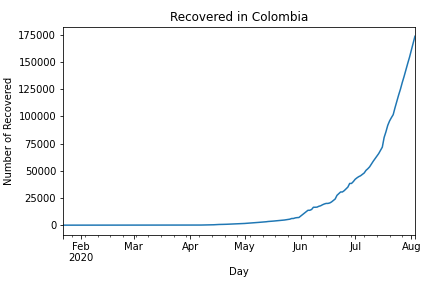 Recovered in Colombia
Number of Recovered
175000
150000
125000
100000
75000
50000
25000
0
Feb
2020
Mar
Apr
May
Jun
Jul
Aug
Day